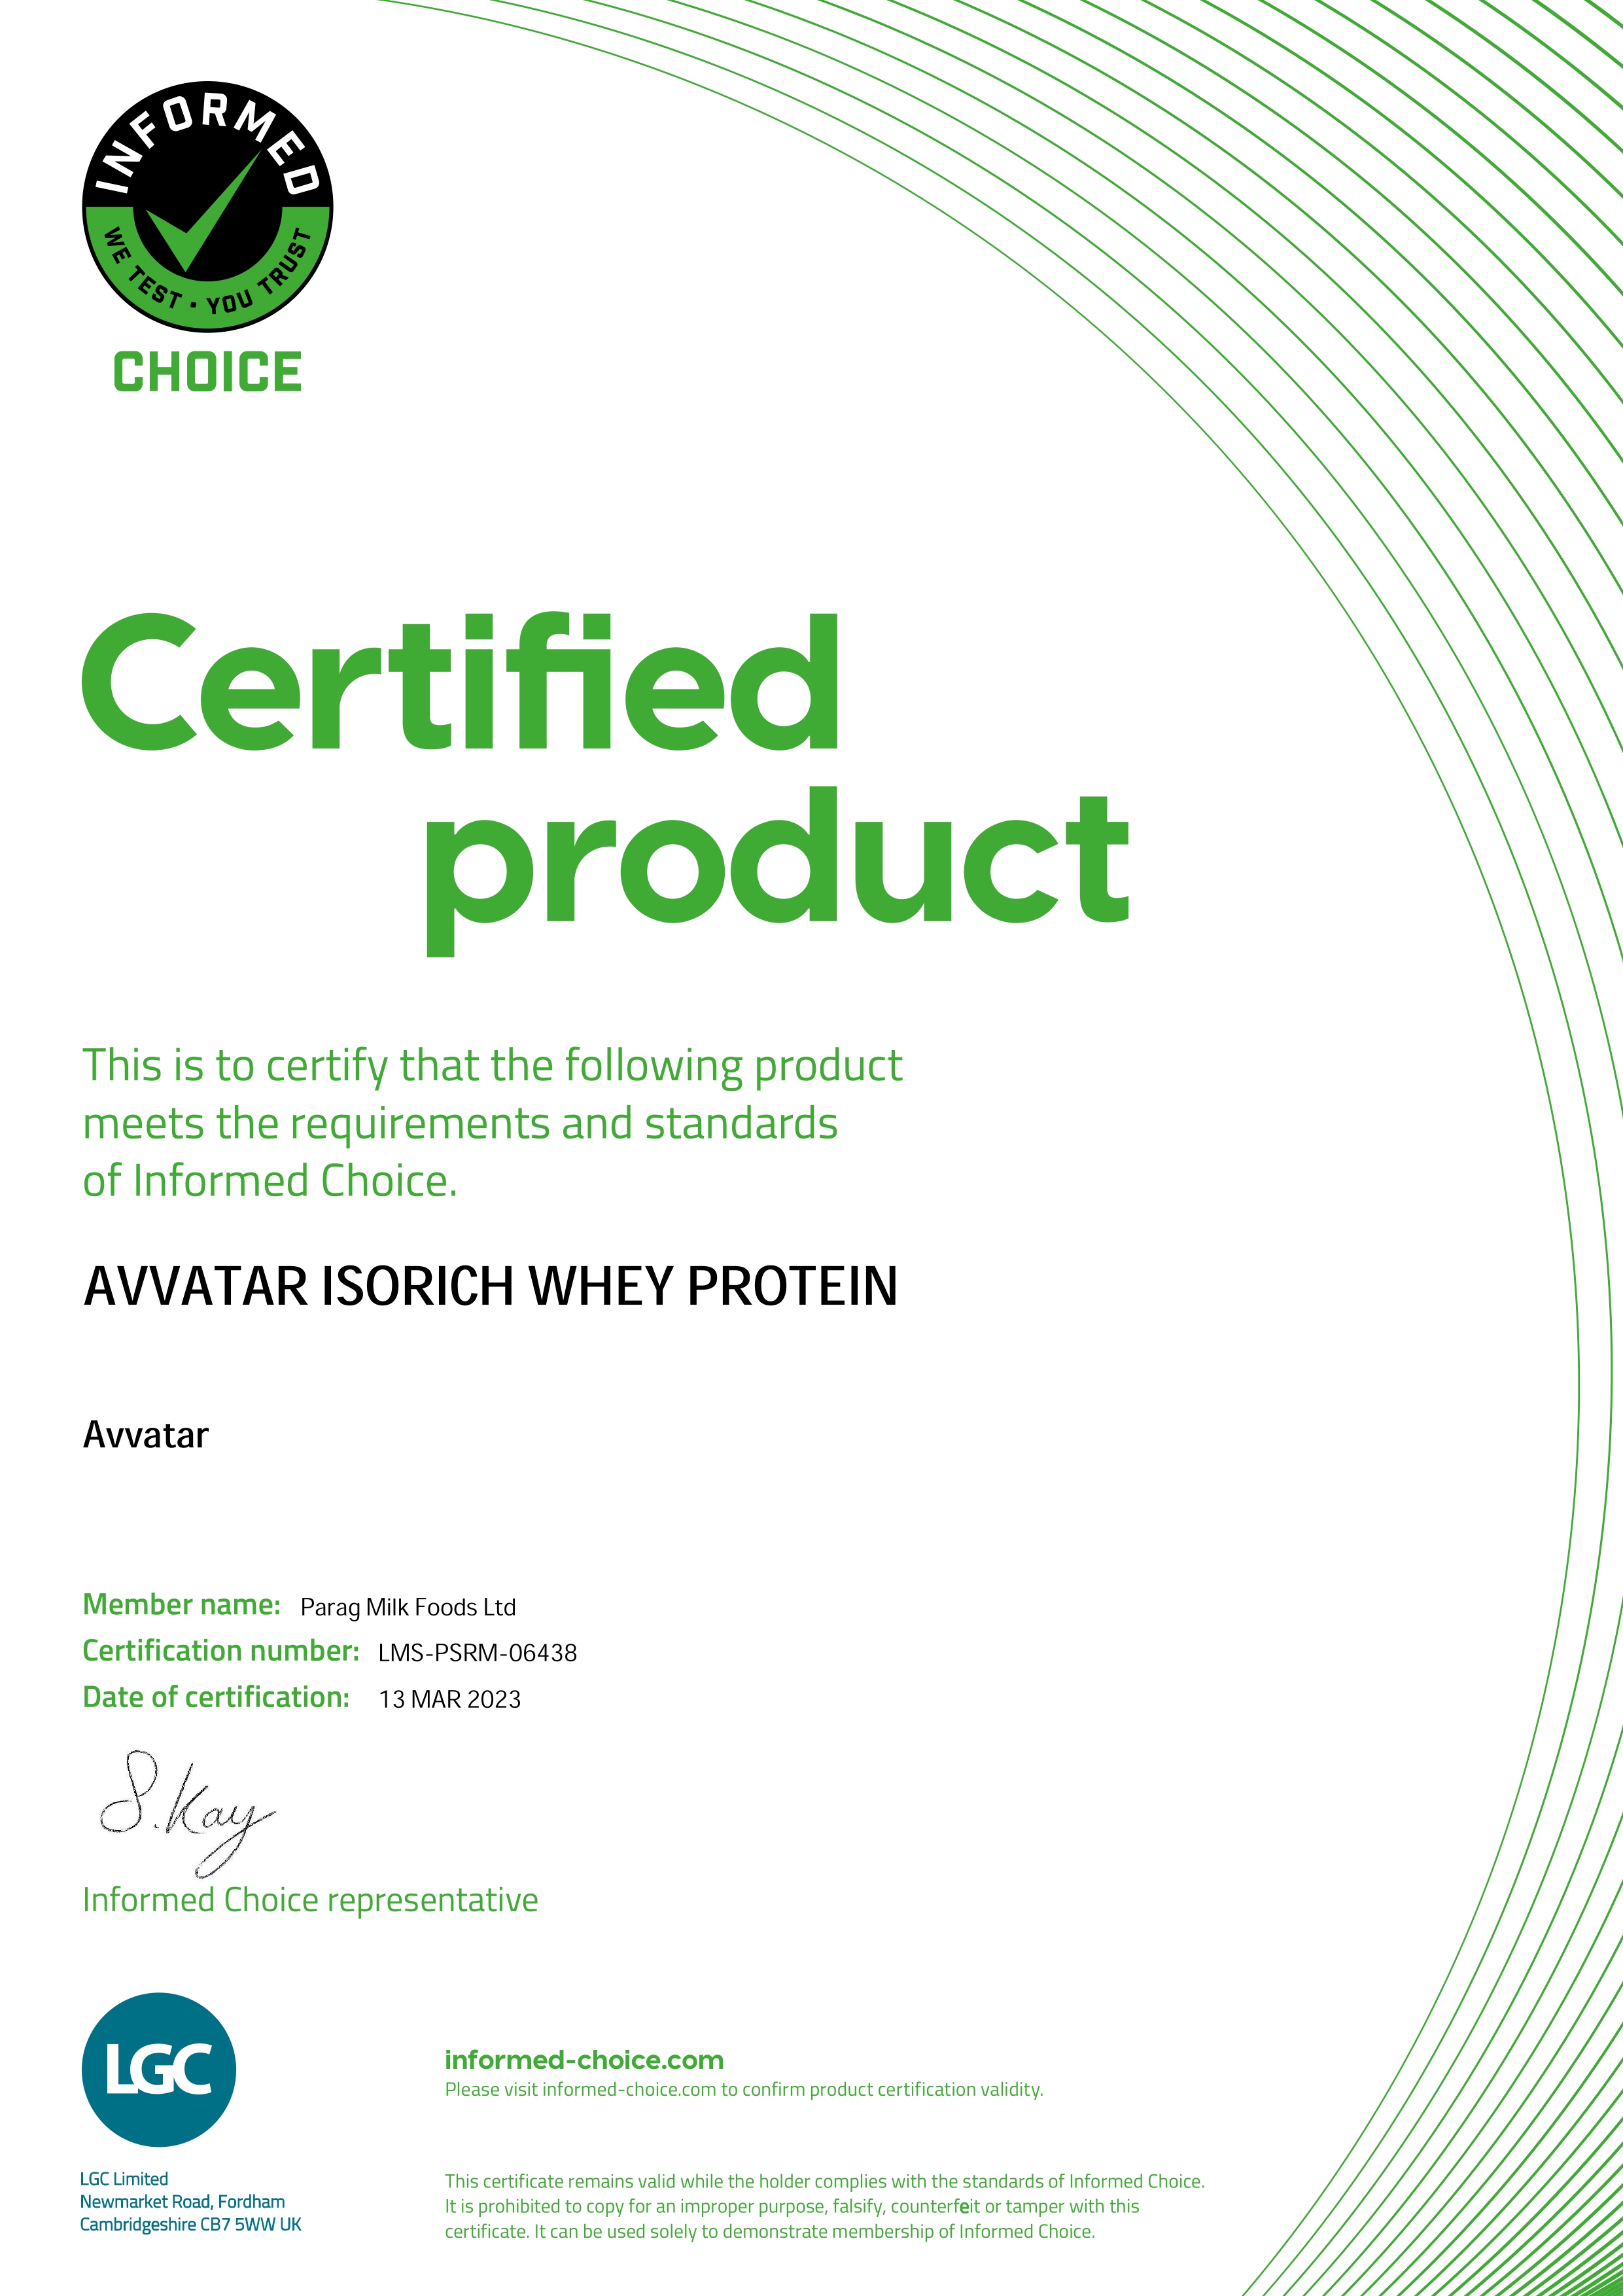 INFORMED
WE TEST · YOU TRUST
CHOICE
Certified
product
This is to certify that the following product
meets the requirements and standards
of Informed Choice.
AVVATAR ISORICH WHEY PROTEIN
Avvatar
Member name: Parag Milk Foods Ltd
Certification number: LMS-PSRM-06438
Date of certification: 13 MAR 2023
S.Kay
Informed Choice representative
LGC
LGC Limited
Newmarket Road, Fordham
Cambridgeshire CB7 5WW UK
informed-choice.com
Please visit informed-choice.com to confirm product certification validity.
This certificate remains valid while the holder complies with the standards of Informed Choice.
It is prohibited to copy for an improper purpose, falsify, counterfeit or tamper with this
certificate. It can be used solely to demonstrate membership of Informed Choice.